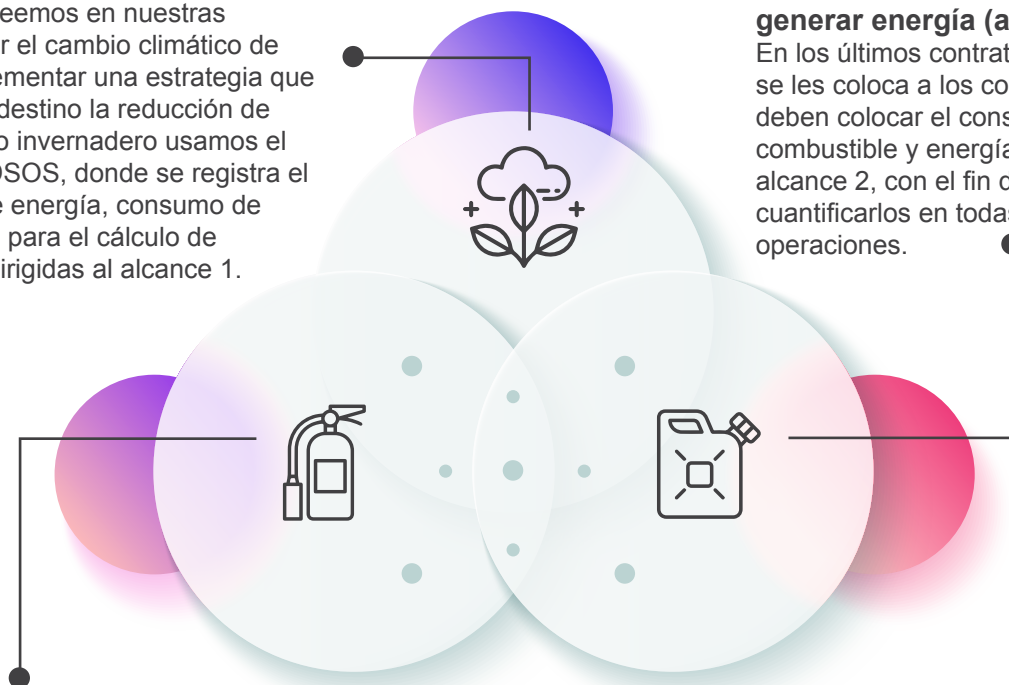 eemos en nuestras
r el cambio climático de
ementar una estrategia que
destino la reducción de
o invernadero usamos el
OSOS, donde se registra el
e energía, consumo de
para el cálculo de
irigidas al alcance 1.
generar energía (a
En los últimos contrat
se les coloca a los co
deben colocar el cons
combustible y energía
alcance 2, con el fin d
cuantificarlos en todas
operaciones.